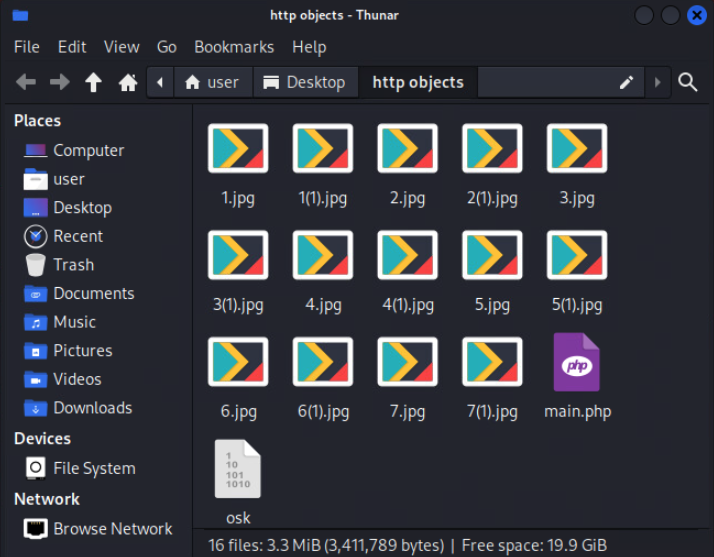 http objects - Thunar
File Edit View Go Bookmarks Help
user Desktop http objects
Places
Computer
user
Desktop
Recent
Trash
Documents
Music
Pictures
Videos
Downloads
Devices
File System
Network
Browse Network
1.jpg 1(1).jpg 2.jpg 2(1).jpg 3.jpg
3(1).jpg 4.jpg 4(1).jpg 5.jpg 5(1).jpg
php
6.jpg 6(1).jpg 7.jpg 7(1).jpg main.php
1
10
101
1010
osk
16 files: 3.3 MiB (3,411,789 bytes) | Free space: 19.9 GiB